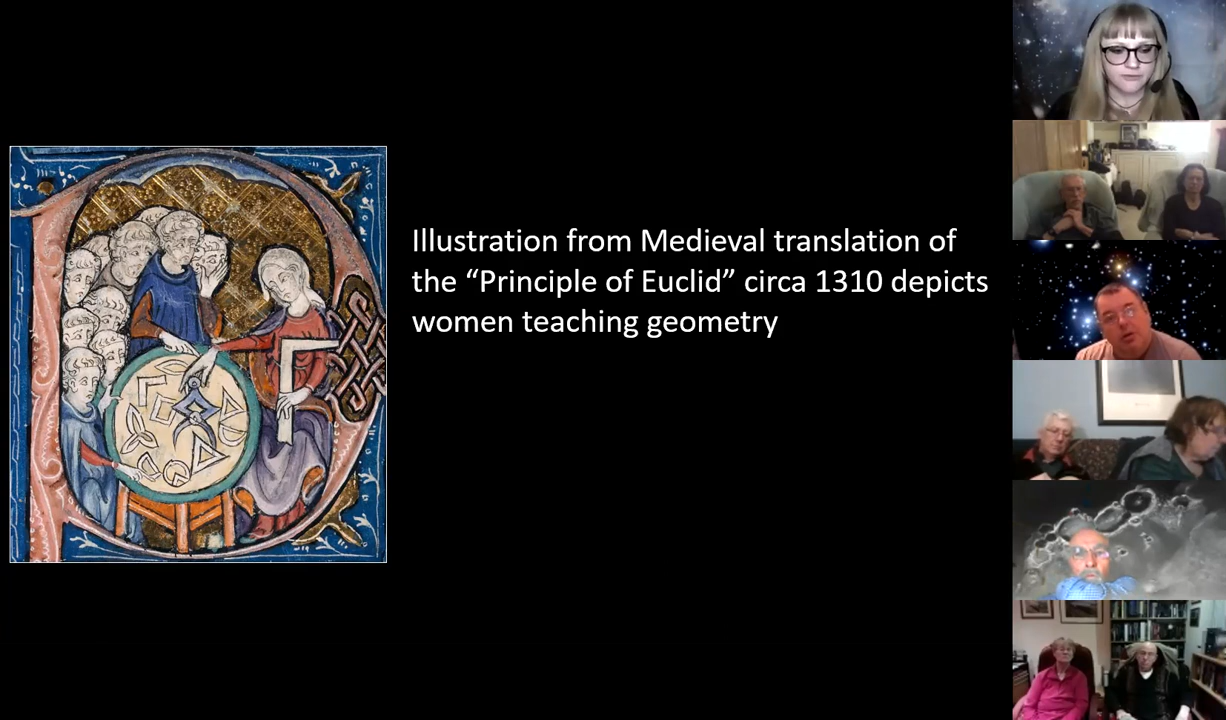 Illustration from Medieval translation of
the “Principle of Euclid” circa 1310 depicts
women teaching geometry